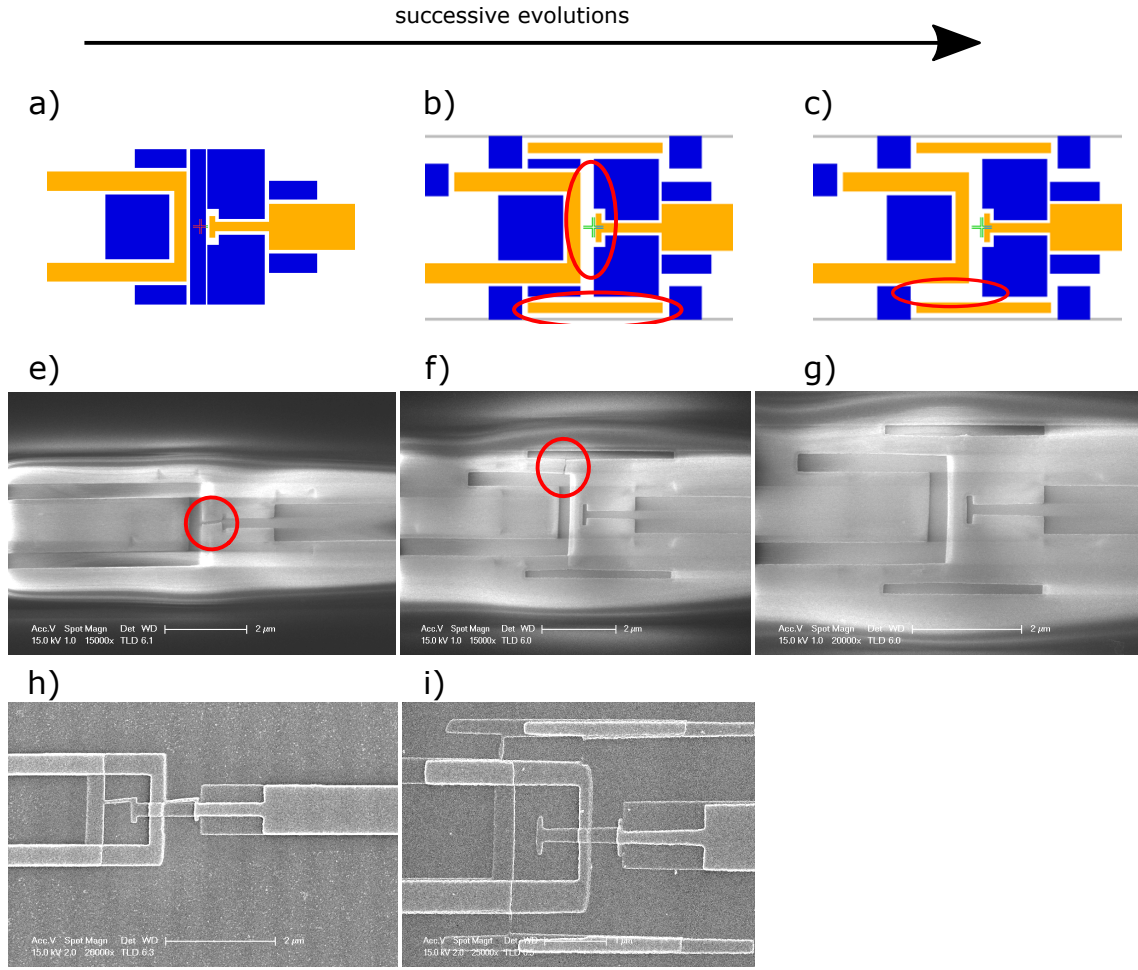 successive evolutions
a)
b)
c)
e)
f)
g)
Acc.V Spot Magn Det WD 2 µm
15.0 kV 1.0 15000x TLD 6.1
Acc.V Spot Magn Det WD 2 µm
15.0 kV 1.0 15000x TLD 6.0
Acc.V Spot Magn Det WD 2 µm
15.0 kV 1.0 20000x TLD 6.0
h)
i)
Acc.V Spot Magn Det WD 2 µm
15.0 kV 2.0 20000x TLD 6.3
Acc.V Spot Magn Det WD 1 µm
15.0 kV 2.0 25000x TLD